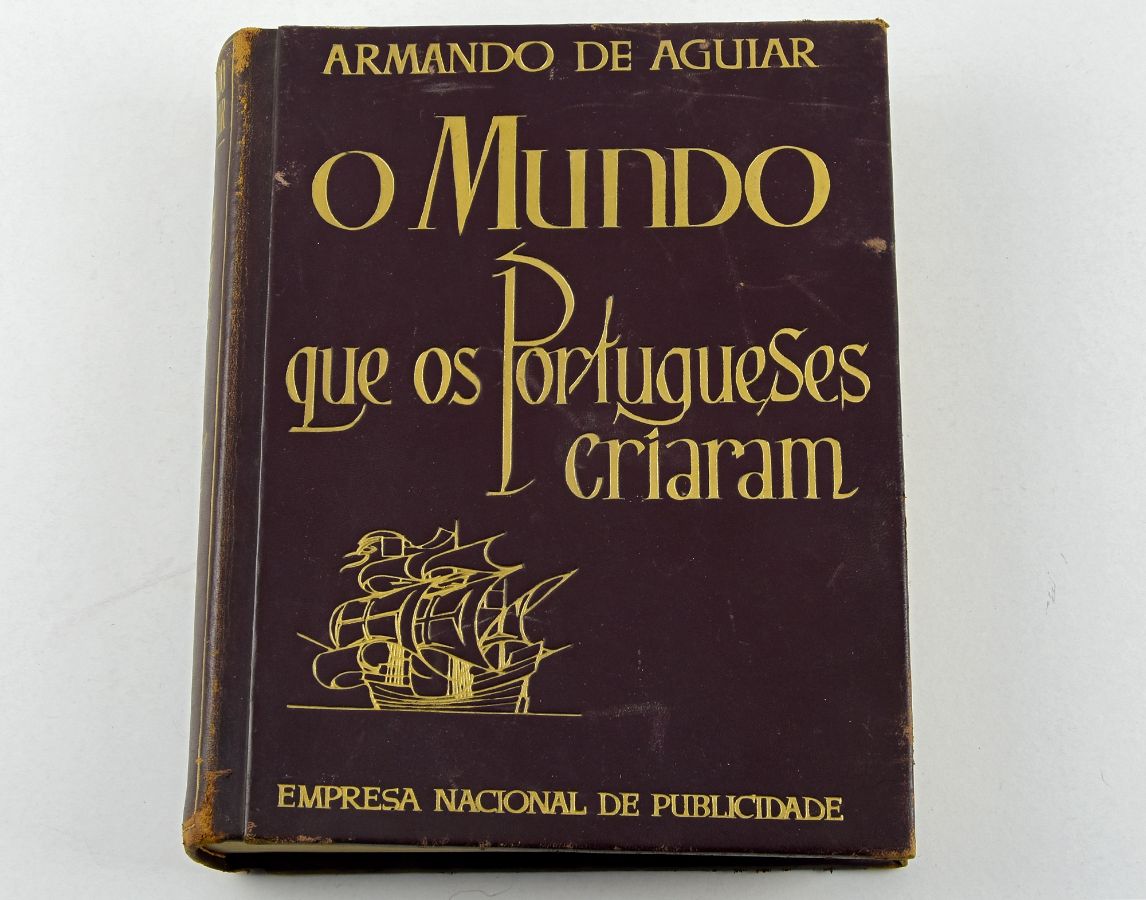 ARMANDO DE AGUIAR
O MUNDO
que os Portugueses
criaram
EMPRESA NACIONAL DE PUBLICIDADE